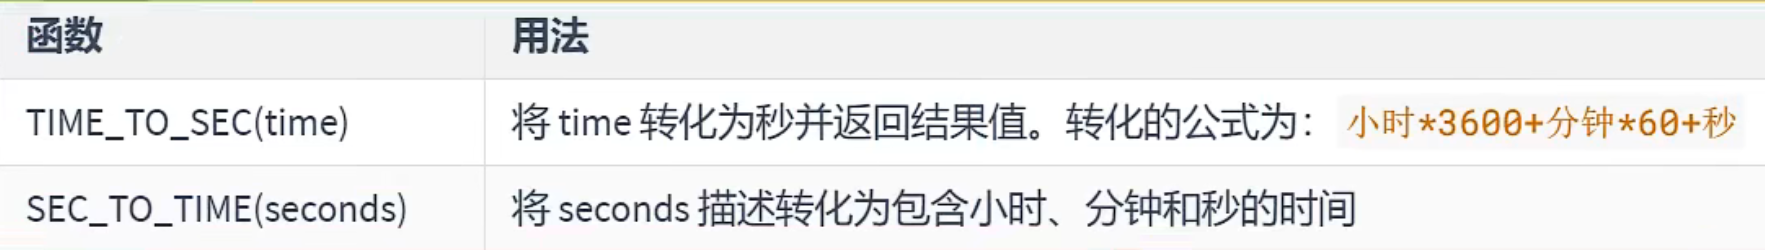 函数 用法
TIME_TO_SEC(time) 将 time 转化为秒并返回结果值。转化的公式为： 小时*3600+分钟*60+秒
SEC_TO_TIME(seconds) 将 seconds 描述转化为包含小时、分钟和秒的时间